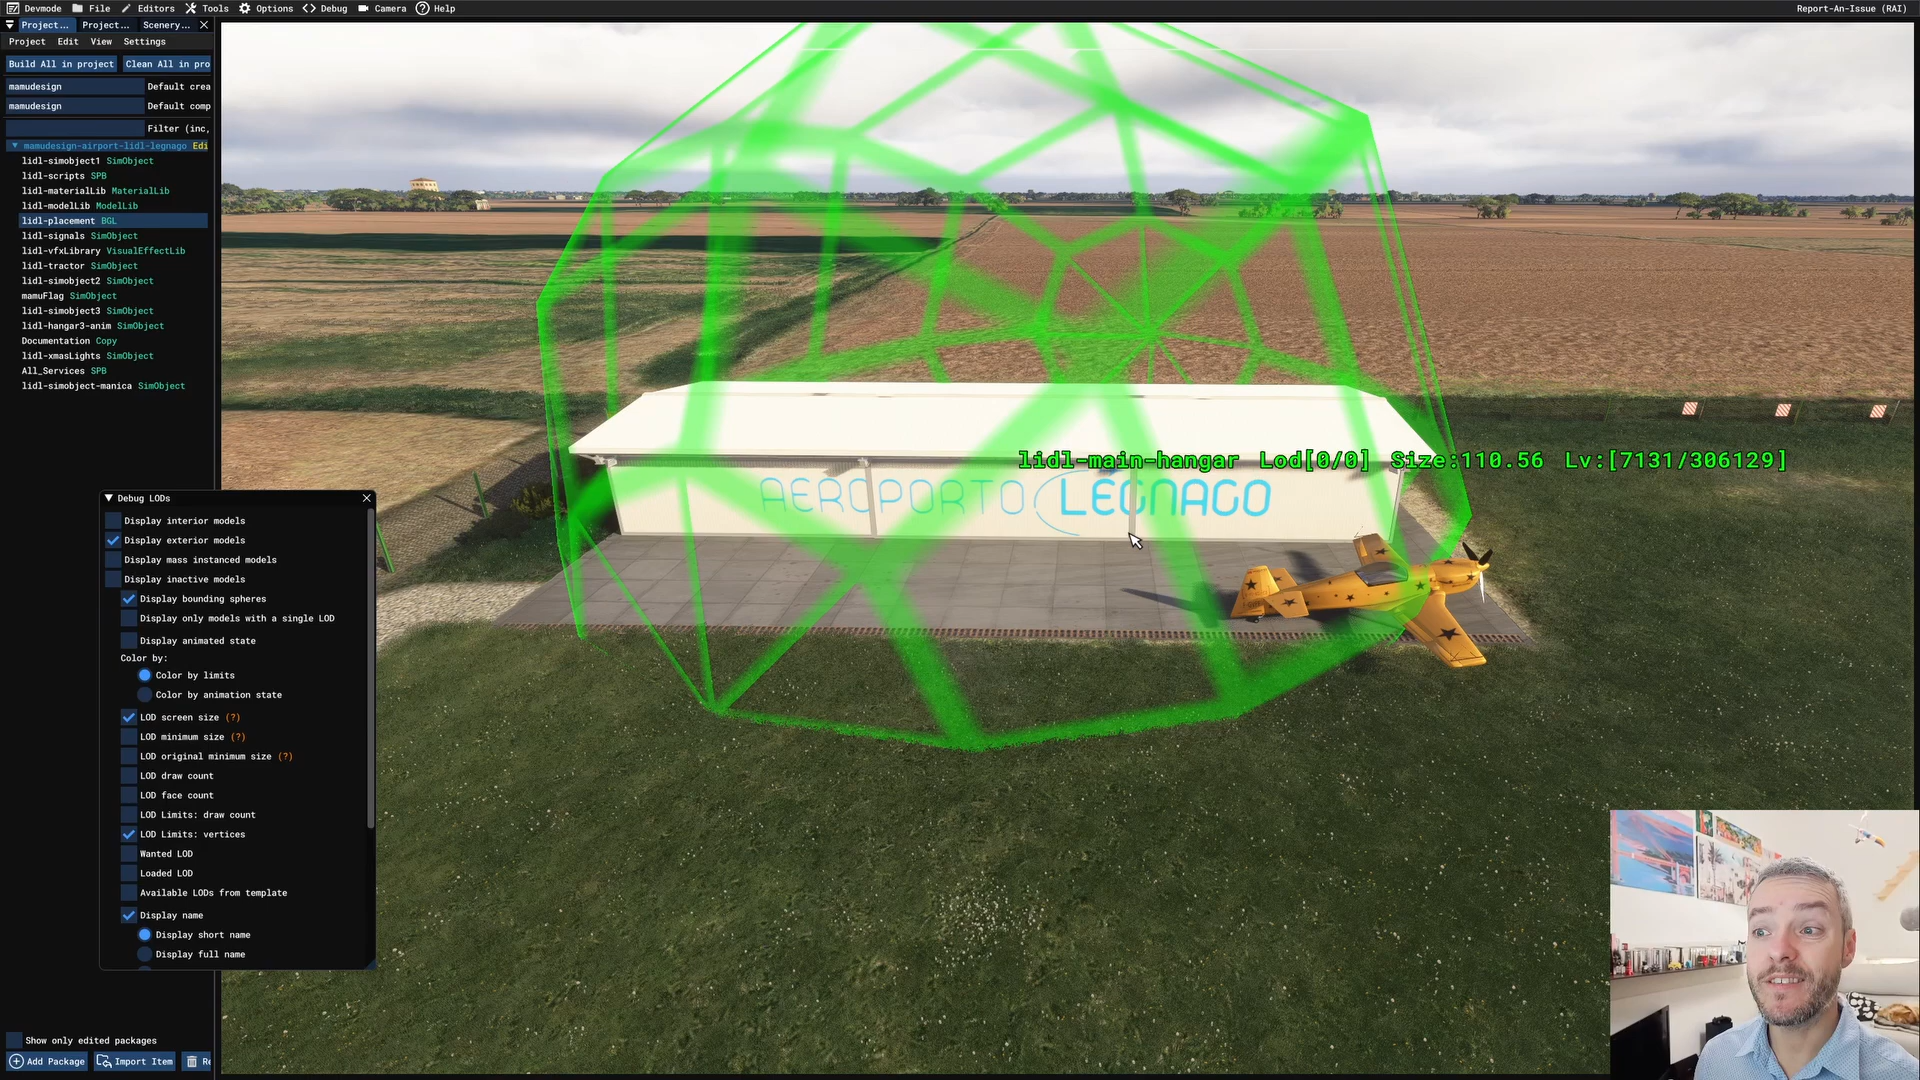 Devmode File Editors Tools Options Debug Camera Help Report-An-Issue (RAI)
Project... Project... Scenery...
Project Edit View Settings
Build All in project Clean All in pro
mamudesign Default crea
mamudesign Default comp
Filter (inc,
mamudesign-airport-lidl-legnago Edi
lidl-simobject1 SimObject
lidl-scripts SPB
lidl-materialLib MaterialLib
lidl-modelLib ModelLib
lidl-placement BGL
lidl-signals SimObject
lidl-vfxLibrary VisualEffectLib
lidl-tractor SimObject
lidl-simobject2 SimObject
mamuFlag SimObject
lidl-simobject3 SimObject
lidl-hangar3-anim SimObject
Documentation Copy
lidl-xmasLights SimObject
All_Services SPB
lidl-simobject-manica SimObject
lidl-main-hangar Lod[0/0] Size:110.56 Lv:[7131/306129]
AEROPORTO LEGNAGO
Debug LODs
Display interior models
Display exterior models
Display mass instanced models
Display inactive models
Display bounding spheres
Display only models with a single LOD
Display animated state
Color by:
Color by limits
Color by animation state
LOD screen size (?)
LOD minimum size (?)
LOD original minimum size (?)
LOD draw count
LOD face count
LOD Limits: draw count
LOD Limits: vertices
Wanted LOD
Loaded LOD
Available LODs from template
Display name
Display short name
Display full name
Show only edited packages
Add Package Import Item Re